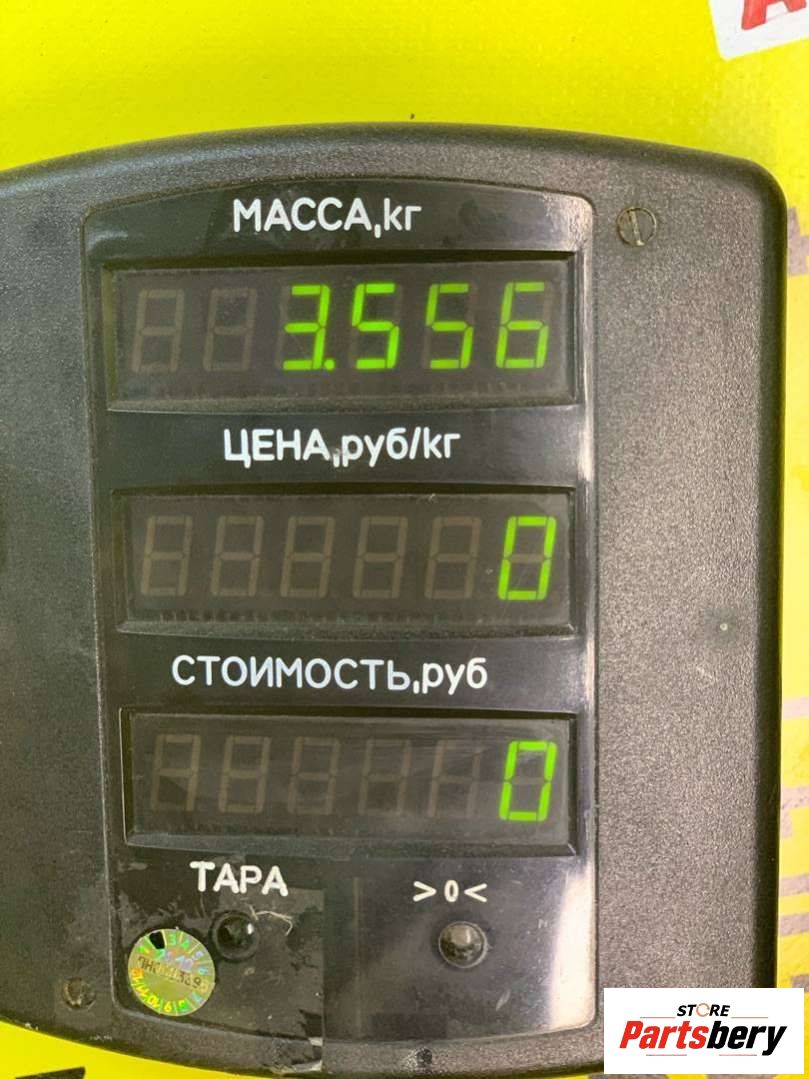 МАССА,кг
3.556
ЦЕНА,руб/кг
0
СТОИМОСТЬ,руб
0
ТАРА
>0<
STORE
Partsbery